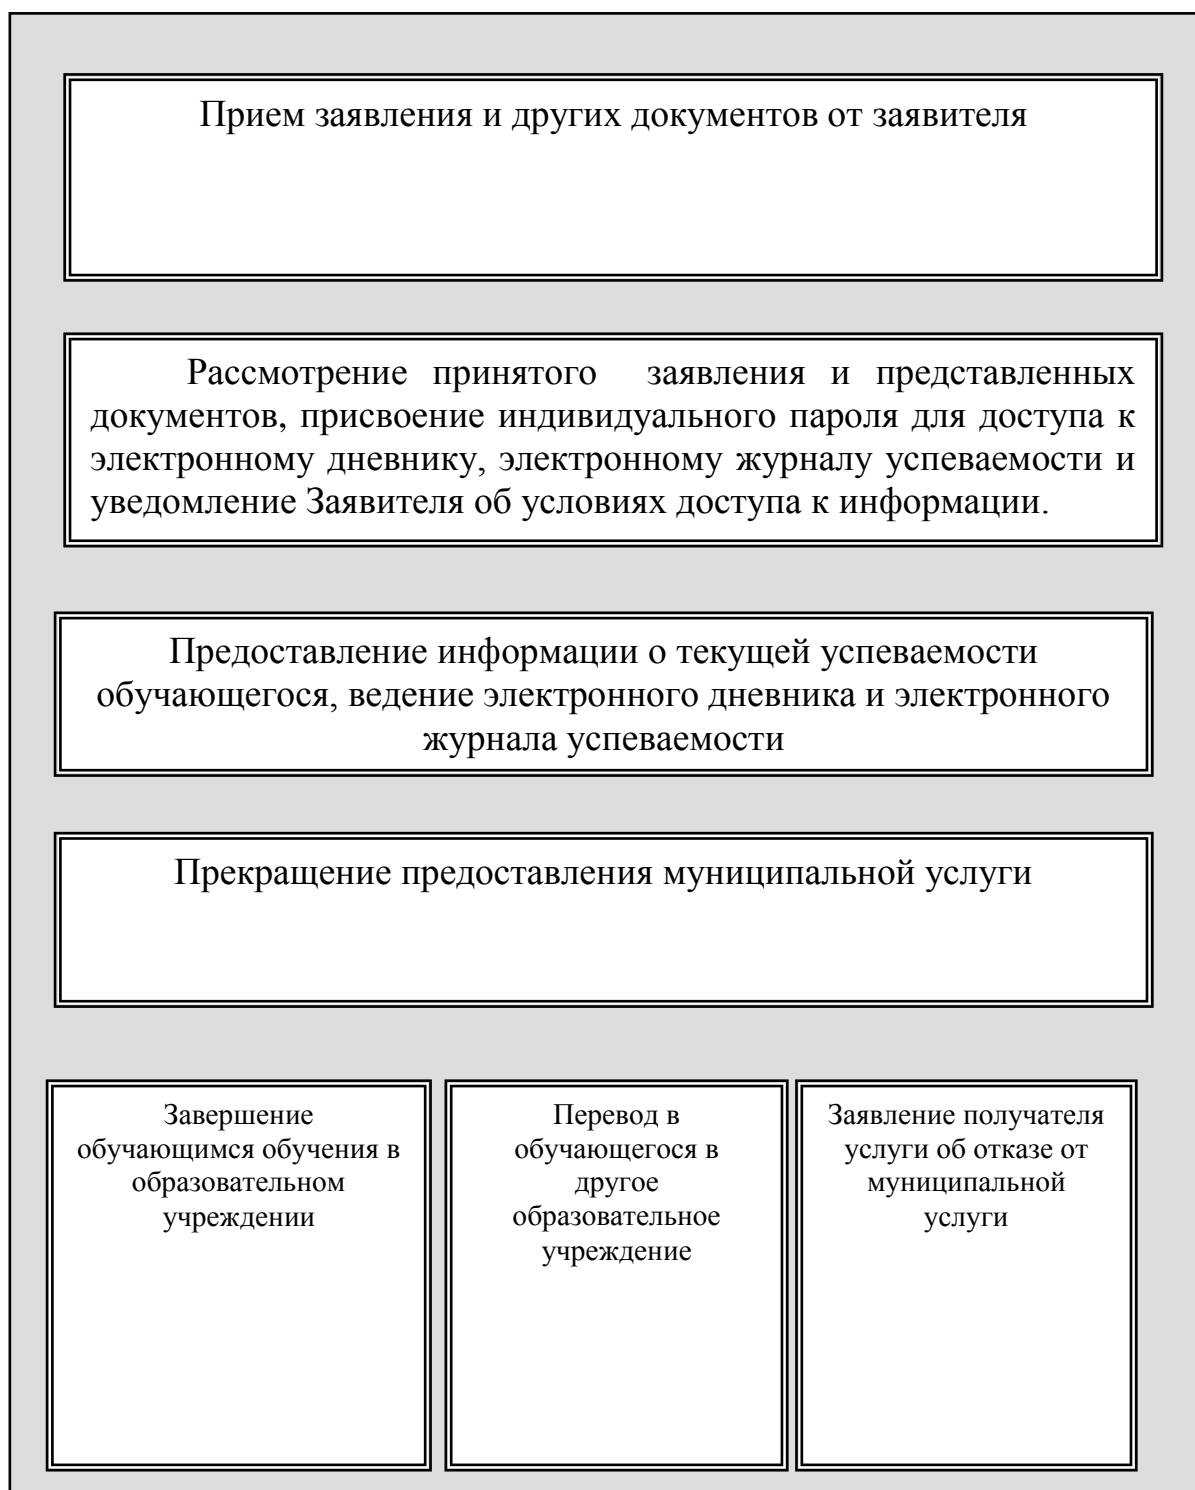 Прием заявления и других документов от заявителя
Рассмотрение принятого заявления и представленных
документов, присвоение индивидуального пароля для доступа к
электронному дневнику, электронному журналу успеваемости и
уведомление Заявителя об условиях доступа к информации.
Предоставление информации о текущей успеваемости
обучающегося, ведение электронного дневника и электронного
журнала успеваемости
Прекращение предоставления муниципальной услуги
Завершение
обучающимся обучения в
образовательном
учреждении
Перевод в
обучающегося в
другое
образовательное
учреждение
Заявление получателя
услуги об отказе от
муниципальной
услуги